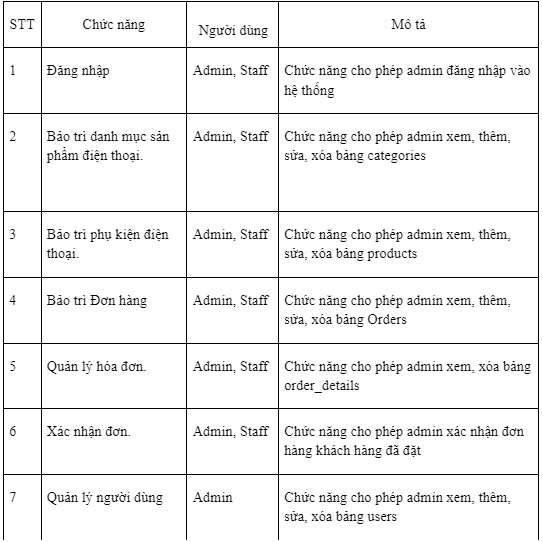 STT Chức năng Người dùng Mô tả
1 Đăng nhập Admin, Staff Chức năng cho phép admin đăng nhập vào
hệ thống
2 Bảo trì danh mục sản Admin, Staff Chức năng cho phép admin xem, thêm,
phẩm điện thoại. sửa, xóa bảng categories
3 Bảo trì phụ kiện điện Admin, Staff Chức năng cho phép admin xem, thêm,
thoại. sửa, xóa bảng products
4 Bảo trì Đơn hàng Admin, Staff Chức năng cho phép admin xem, thêm,
sửa, xóa bảng Orders
5 Quản lý hóa đơn. Admin, Staff Chức năng cho phép admin xem, xóa bảng
order_details
6 Xác nhận đơn. Admin, Staff Chức năng cho phép admin xác nhận đơn
hàng khách hàng đã đặt
7 Quản lý người dùng Admin Chức năng cho phép admin xem, thêm,
sửa, xóa bảng users